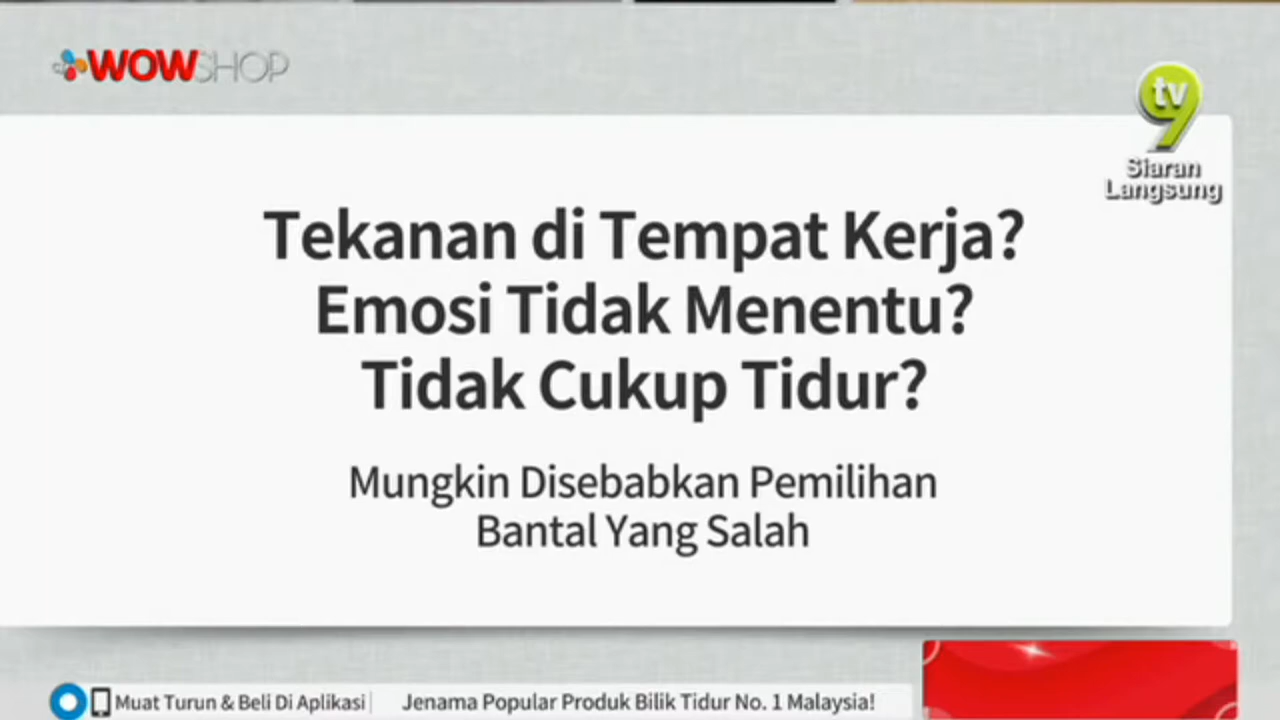 CJ WOWSHOP
tv9
Siaran
Langsung
Tekanan di Tempat Kerja?
Emosi Tidak Menentu?
Tidak Cukup Tidur?
Mungkin Disebabkan Pemilihan
Bantal Yang Salah
Muat Turun & Beli Di Aplikasi
Jenama Popular Produk Bilik Tidur No. 1 Malaysia!